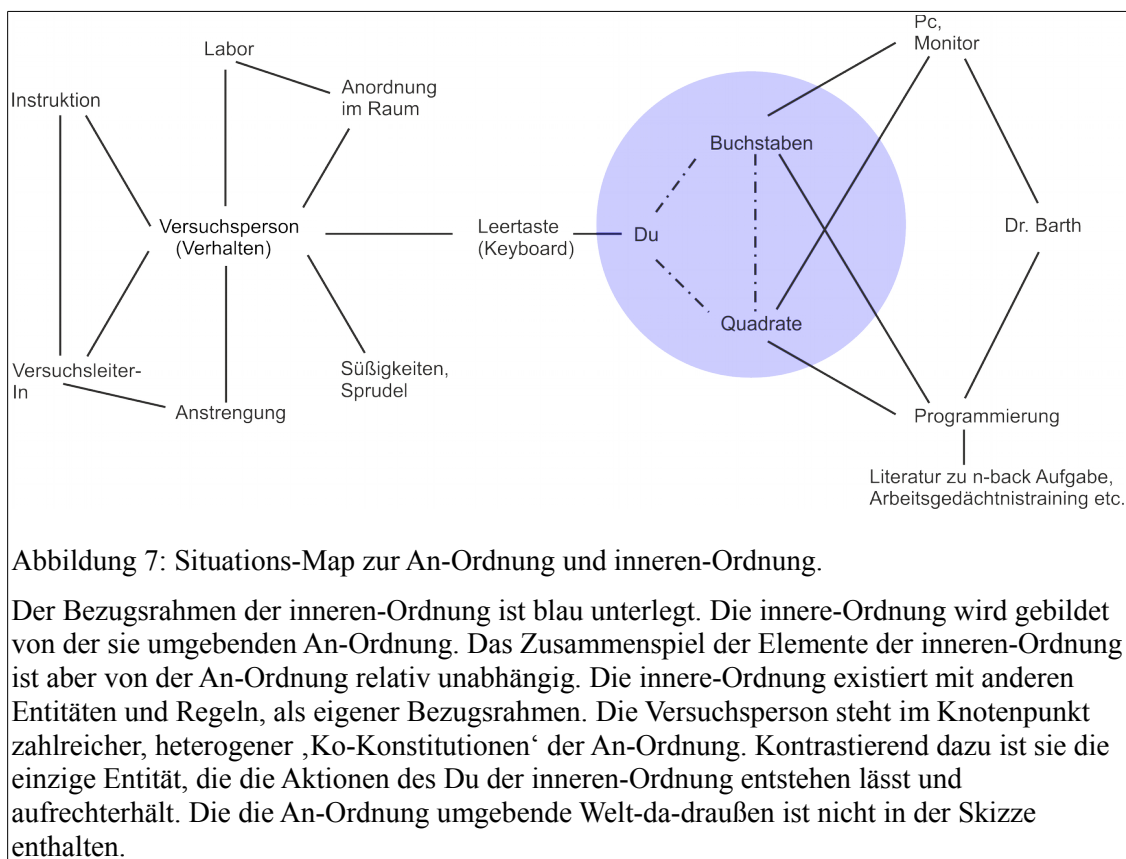 Labor
Pc,
Monitor
Instruktion
Anordnung
im Raum
Buchstaben
Versuchsperson
(Verhalten)
Leertaste
(Keyboard)
Du
Dr. Barth
Quadrate
Versuchsleiter-
In
Süßigkeiten,
Sprudel
Anstrengung
Programmierung
Literatur zu n-back Aufgabe,
Arbeitsgedächtnistraining etc.
Abbildung 7: Situations-Map zur An-Ordnung und inneren-Ordnung.
Der Bezugsrahmen der inneren-Ordnung ist blau unterlegt. Die innere-Ordnung wird gebildet
von der sie umgebenden An-Ordnung. Das Zusammenspiel der Elemente der inneren-Ordnung
ist aber von der An-Ordnung relativ unabhängig. Die innere-Ordnung existiert mit anderen
Entitäten und Regeln, als eigener Bezugsrahmen. Die Versuchsperson steht im Knotenpunkt
zahlreicher, heterogener ‚Ko-Konstitutionen‘ der An-Ordnung. Kontrastierend dazu ist sie die
einzige Entität, die die Aktionen des Du der inneren-Ordnung entstehen lässt und
aufrechterhält. Die die An-Ordnung umgebende Welt-da-draußen ist nicht in der Skizze
enthalten.